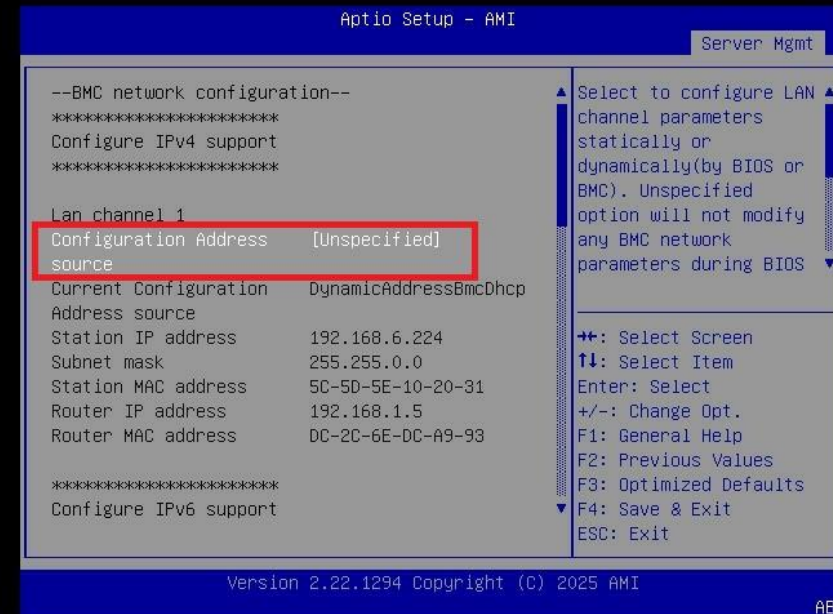 Aptio Setup - AMI
Server Mgmt
--BMC network configuration--
**********************
Configure IPv4 support
**********************
Lan channel 1
Configuration Address [Unspecified]
source
Current Configuration DynamicAddressBmcDhcp
Address source
Station IP address 192.168.6.224
Subnet mask 255.255.0.0
Station MAC address 5C-5D-5E-10-20-31
Router IP address 192.168.1.5
Router MAC address DC-2C-6E-DC-A9-93
**********************
Configure IPv6 support
Select to configure LAN
channel parameters
statically or
dynamically(by BIOS or
BMC). Unspecified
option will not modify
any BMC network
parameters during BIOS
→←: Select Screen
↑↓: Select Item
Enter: Select
+/-: Change Opt.
F1: General Help
F2: Previous Values
F3: Optimized Defaults
F4: Save & Exit
ESC: Exit
Version 2.22.1294 Copyright (C) 2025 AMI